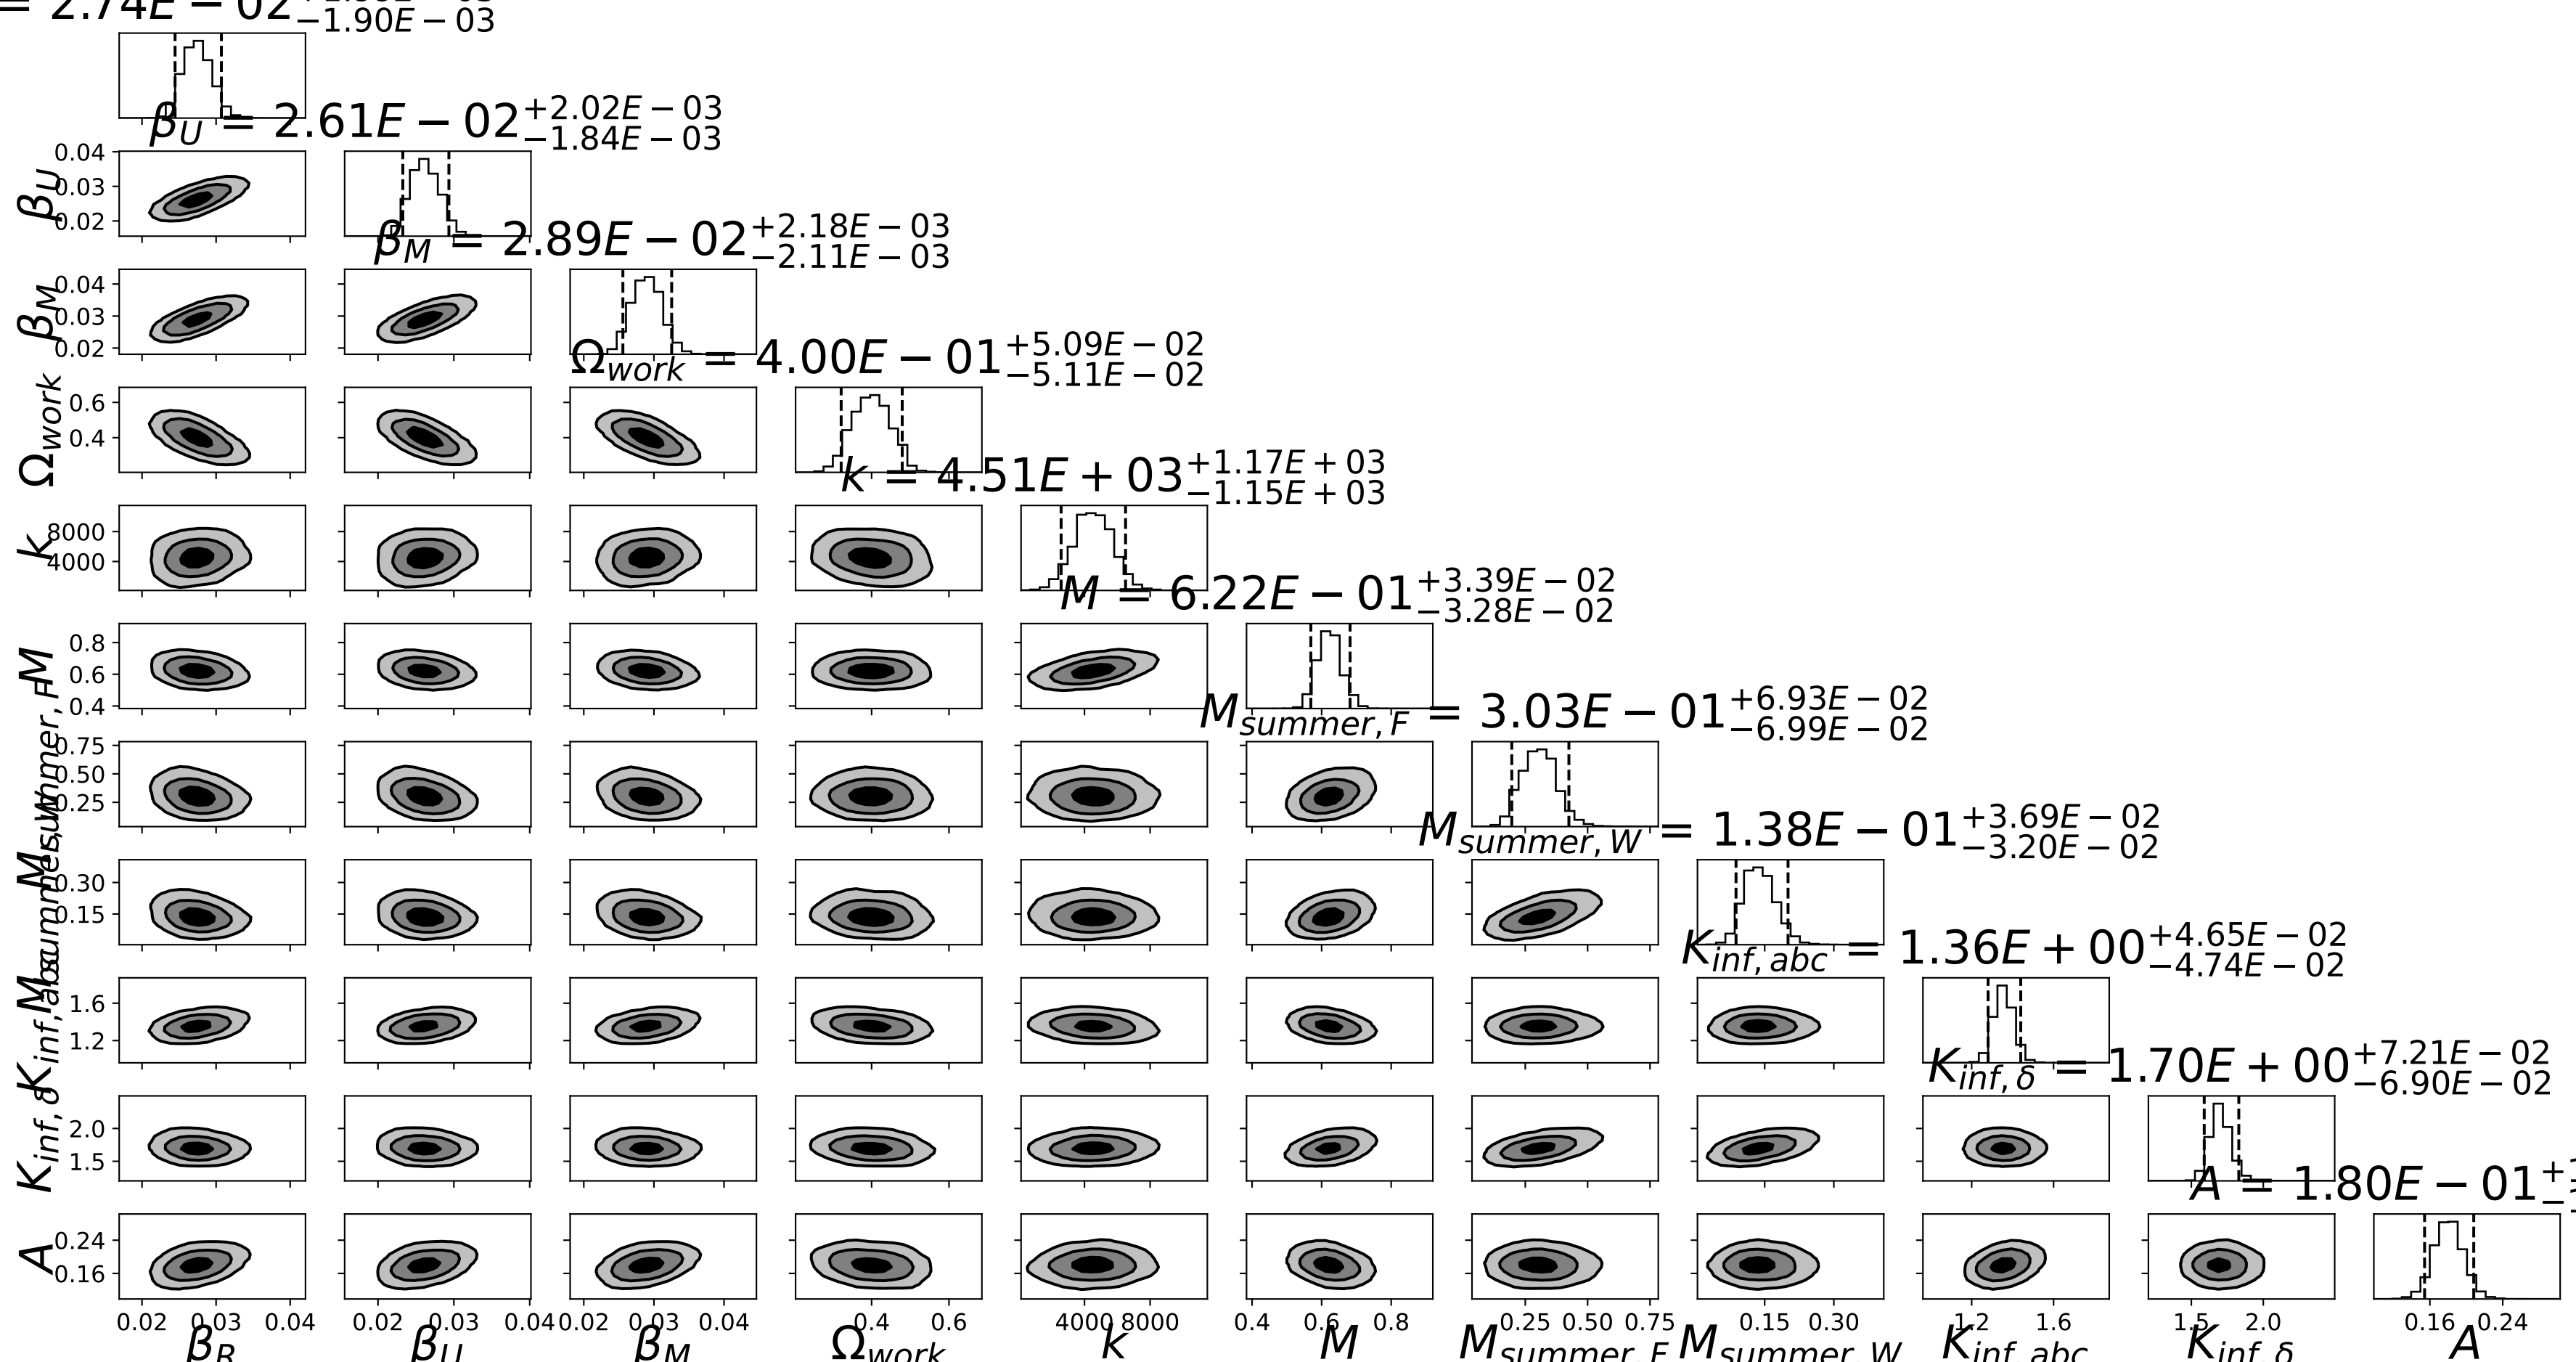 = 2.74E − 02 −1.90E − 03
β_U = 2.61E − 02 +2.02E − 03 −1.84E − 03
0.04
β_U 0.03
0.02
β_M = 2.89E − 02 +2.18E − 03 −2.11E − 03
0.04
β_M 0.03
0.02
Ω_work = 4.00E − 01 +5.09E − 02 −5.11E − 02
0.6
Ω_work 0.4
k = 4.51E + 03 +1.17E + 03 −1.15E + 03
8000
k 4000
M = 6.22E − 01 +3.39E − 02 −3.28E − 02
0.8
M 0.6
0.4
M_summer, F = 3.03E − 01 +6.93E − 02 −6.99E − 02
0.75
M_summer, F 0.50
0.25
M_summer, W = 1.38E − 01 +3.69E − 02 −3.20E − 02
0.30
M_summer, W 0.15
K_inf, abc = 1.36E + 00 +4.65E − 02 −4.74E − 02
1.6
K_inf, abc 1.2
K_inf, δ = 1.70E + 00 +7.21E − 02 −6.90E − 02
2.0
K_inf, δ 1.5
A = 1.80E − 01
0.24
A 0.16
0.02 0.03 0.04 0.02 0.03 0.04 0.02 0.03 0.04 0.4 0.6 4000 8000 0.4 0.6 0.8 0.25 0.50 0.75 0.15 0.30 1.2 1.6 1.5 2.0 0.16 0.24
β_R β_U β_M Ω_work k M M_summer, F M_summer, W K_inf, abc K_inf, δ A